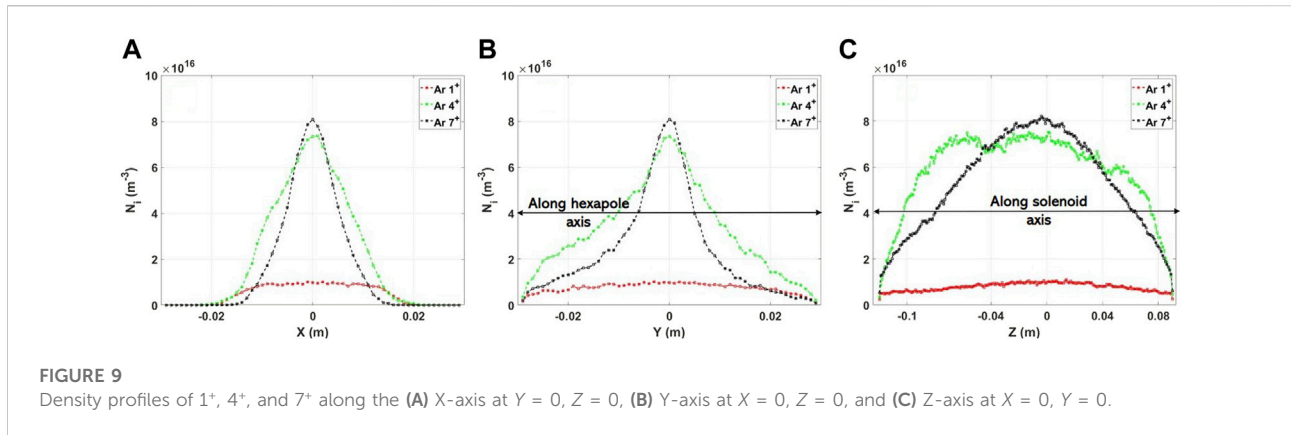 A
×10^16
10
8
6
4
2
0
N_i (m^-3)
-0.02
0
0.02
X (m)
Ar 1^+
Ar 4^+
Ar 7^+
B
×10^16
10
8
6
4
2
0
N_i (m^-3)
-0.02
0
0.02
Y (m)
Ar 1^+
Ar 4^+
Ar 7^+
Along hexapole
axis
C
×10^16
10
8
6
4
2
0
N_i (m^-3)
-0.1
-0.04
0
0.04
0.08
Z (m)
Ar 1^+
Ar 4^+
Ar 7^+
Along solenoid
axis
FIGURE 9
Density profiles of 1^+, 4^+, and 7^+ along the (A) X-axis at Y = 0, Z = 0, (B) Y-axis at X = 0, Z = 0, and (C) Z-axis at X = 0, Y = 0.